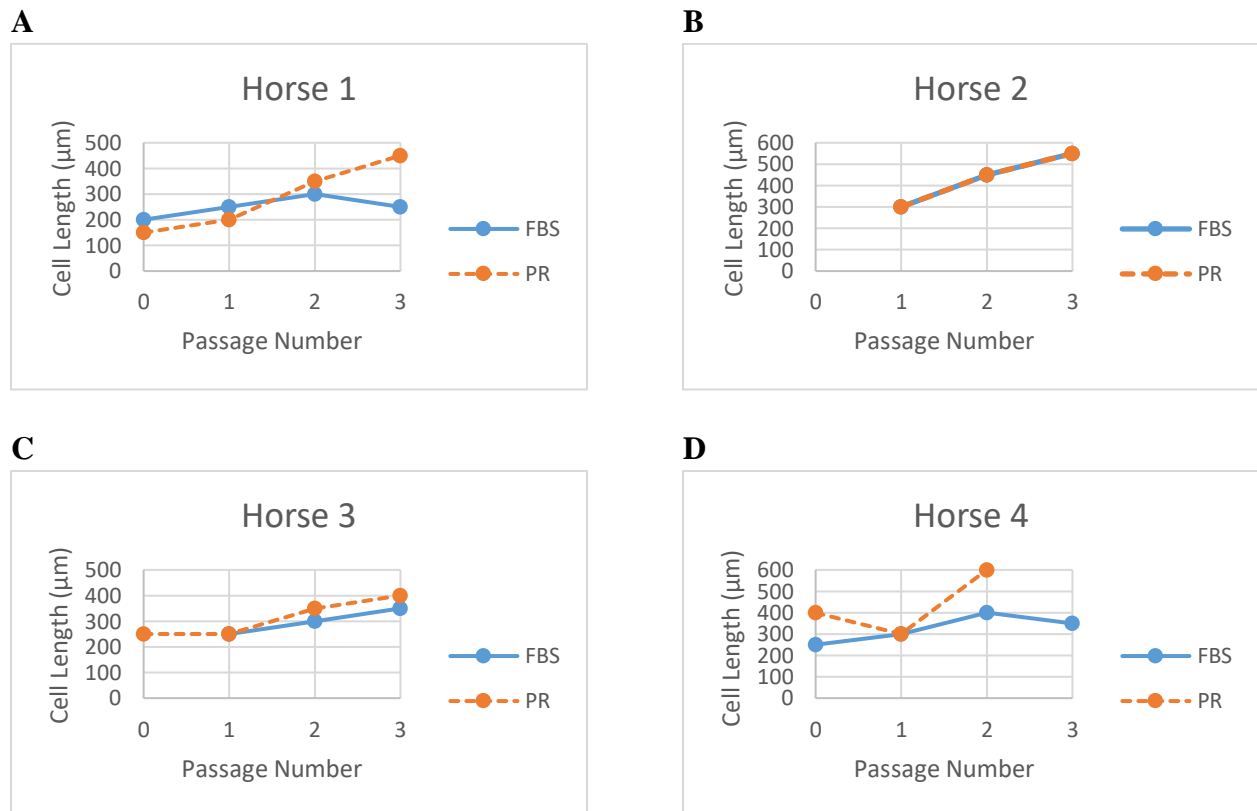 A
Horse 1
Cell Length (µm)
500
400
300
200
100
0
0 1 2 3
Passage Number
FBS
PR
B
Horse 2
Cell Length (µm)
600
500
400
300
200
100
0
0 1 2 3
Passage Number
FBS
PR
C
Horse 3
Cell Length (µm)
500
400
300
200
100
0
0 1 2 3
Passage Number
FBS
PR
D
Horse 4
Cell Length (µm)
600
500
400
300
200
100
0
0 1 2 3
Passage Number
FBS
PR